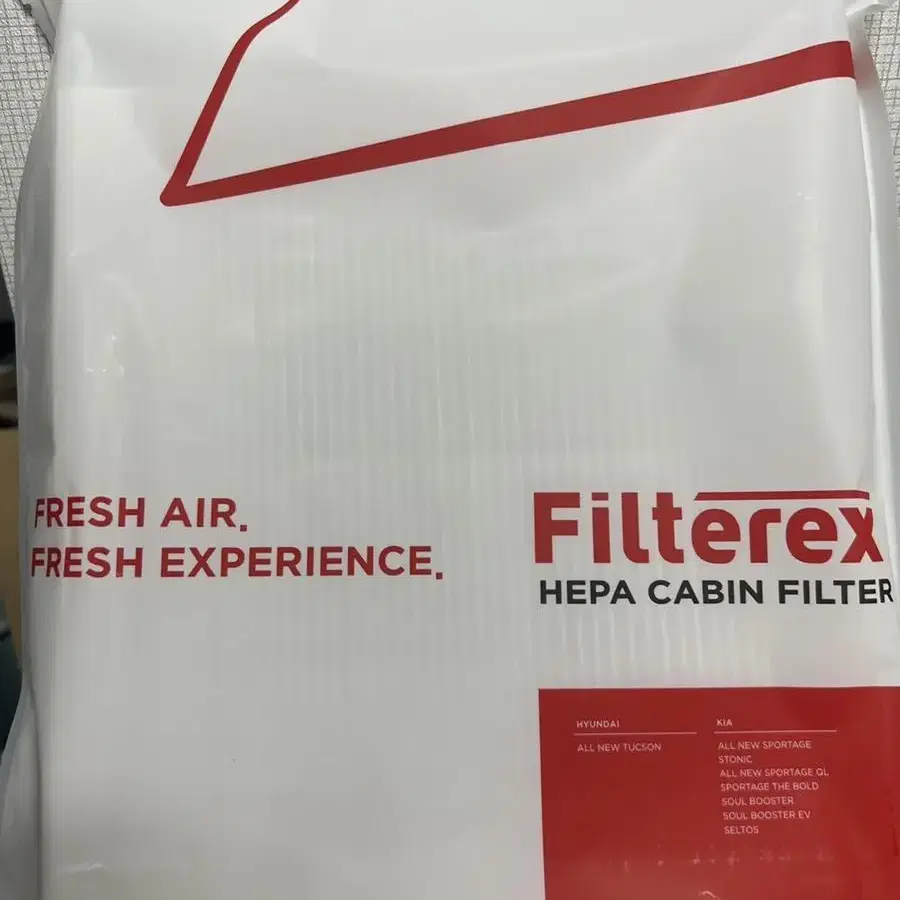 FRESH AIR.
FRESH EXPERIENCE.
Filterex
HEPA CABIN FILTER
HYUNDAI
ALL NEW TUCSON
KIA
ALL NEW SPORTAGE
STONIC
ALL NEW SPORTAGE QL
SPORTAGE THE BOLD
SOUL BOOSTER
SOUL BOOSTER EV
SELTOS